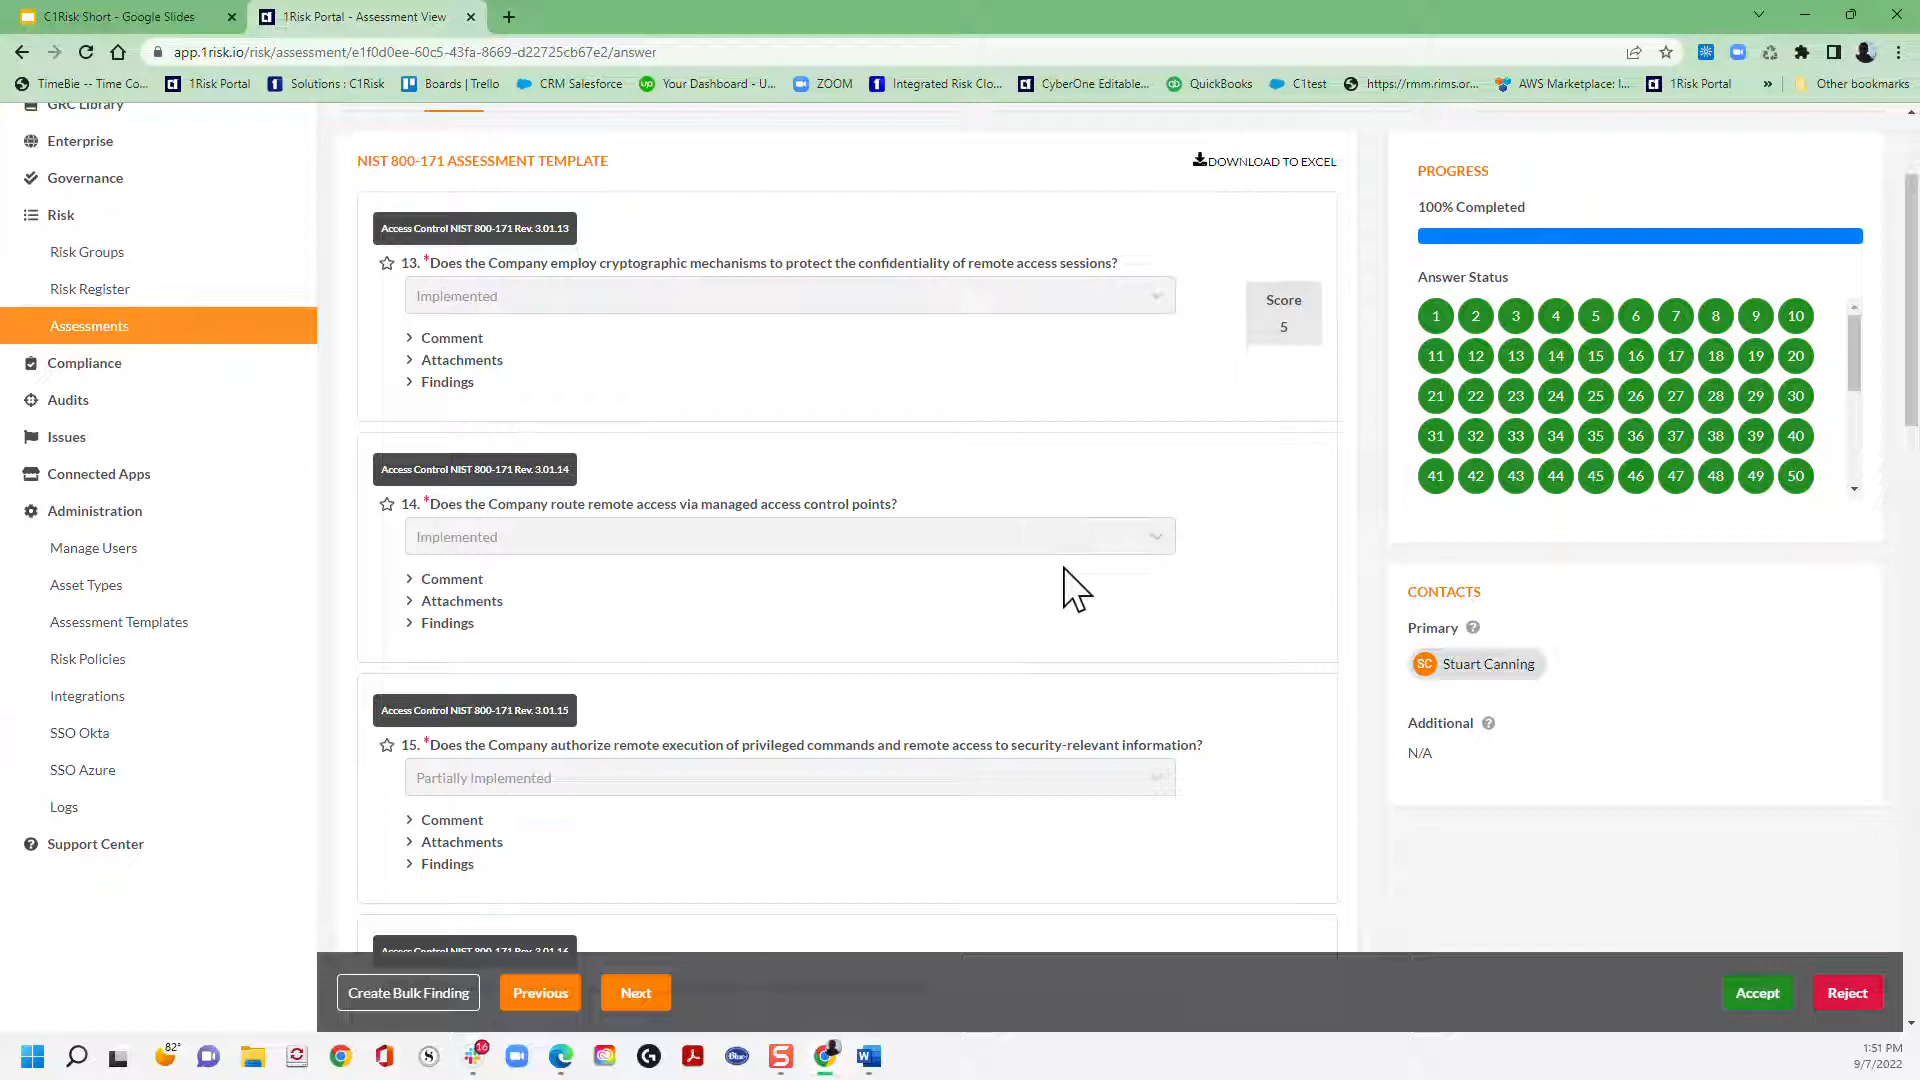 C1Risk Short - Google Slides
1Risk Portal - Assessment View
app.1risk.io/risk/assessment/e1f0d0ee-60c5-43fa-8669-d22725cb67e2/answer
TimeBie -- Time Co...
1Risk Portal
Solutions : C1Risk
Boards | Trello
CRM Salesforce
Your Dashboard - U...
ZOOM
Integrated Risk Clo...
CyberOne Editable...
QuickBooks
C1test
https://rmm.rims.or...
AWS Marketplace: I...
1Risk Portal
»
Other bookmarks
GRC Library
Enterprise
Governance
Risk
Risk Groups
Risk Register
Assessments
Compliance
Audits
Issues
Connected Apps
Administration
Manage Users
Asset Types
Assessment Templates
Risk Policies
Integrations
SSO Okta
SSO Azure
Logs
Support Center
NIST 800-171 ASSESSMENT TEMPLATE
DOWNLOAD TO EXCEL
Access Control NIST 800-171 Rev. 3.01.13
13. *Does the Company employ cryptographic mechanisms to protect the confidentiality of remote access sessions?
Implemented
Score
5
Comment
Attachments
Findings
Access Control NIST 800-171 Rev. 3.01.14
14. *Does the Company route remote access via managed access control points?
Implemented
Comment
Attachments
Findings
Access Control NIST 800-171 Rev. 3.01.15
15. *Does the Company authorize remote execution of privileged commands and remote access to security-relevant information?
Partially Implemented
Comment
Attachments
Findings
Access Control NIST 800-171 Rev. 3.01.16
Create Bulk Finding
Previous
Next
Accept
Reject
PROGRESS
100% Completed
Answer Status
1 2 3 4 5 6 7 8 9 10
11 12 13 14 15 16 17 18 19 20
21 22 23 24 25 26 27 28 29 30
31 32 33 34 35 36 37 38 39 40
41 42 43 44 45 46 47 48 49 50
CONTACTS
Primary
SC Stuart Canning
Additional
N/A
82°
16
1:51 PM
9/7/2022